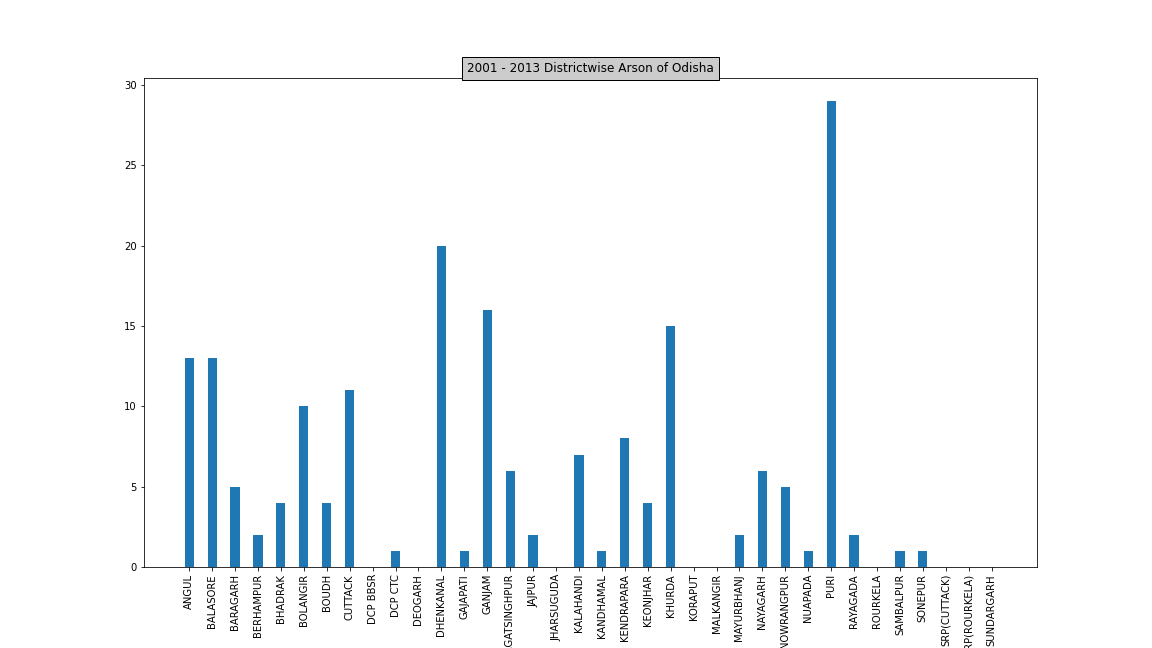 2001 - 2013 Districtwise Arson of Odisha
30
25
20
15
10
5
0
ANGUL
BALASORE
BARAGARH
BERHAMPUR
BHADRAK
BOLANGIR
BOUDH
CUTTACK
DCP BBSR
DCP CTC
DEOGARH
DHENKANAL
GAJAPATI
GANJAM
GATSINGHPUR
JAJPUR
JHARSUGUDA
KALAHANDI
KANDHAMAL
KENDRAPARA
KEONJHAR
KHURDA
KORAPUT
MALKANGIR
MAYURBHANJ
NAYAGARH
NOWRANGPUR
NUAPADA
PURI
RAYAGADA
ROURKELA
SAMBALPUR
SONEPUR
SRP(CUTTACK)
RP(ROURKELA)
SUNDARGARH